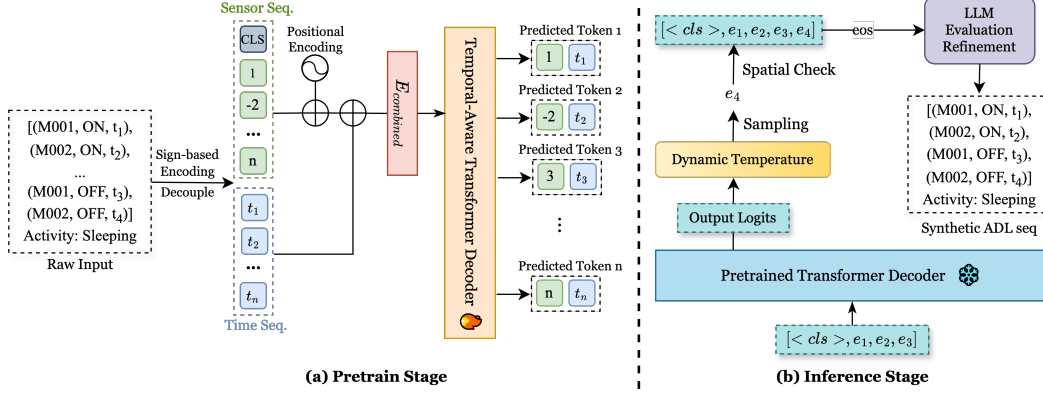 Sensor Seq.
CLS
1
-2
...
n
t₁
t₂
...
tₙ
Time Seq.
[(M001, ON, t₁),
(M002, ON, t₂),
...
(M001, OFF, t₃),
(M002, OFF, t₄)]
Activity: Sleeping
Raw Input
Sign-based
Encoding
Decouple
Positional
Encoding
E_combined
Temporal-Aware Transformer Decoder
Predicted Token 1
1 t₁
Predicted Token 2
-2 t₂
Predicted Token 3
3 t₃
⋮
Predicted Token n
n tₙ
(a) Pretrain Stage
[< cls >, e₁, e₂, e₃, e₄]
eos
LLM
Evaluation
Refinement
Spatial Check
e₄
Sampling
Dynamic Temperature
Output Logits
[(M001, ON, t₁),
(M002, ON, t₂),
(M001, OFF, t₃),
(M002, OFF, t₄)]
Activity: Sleeping
Synthetic ADL seq
Pretrained Transformer Decoder
[< cls >, e₁, e₂, e₃]
(b) Inference Stage